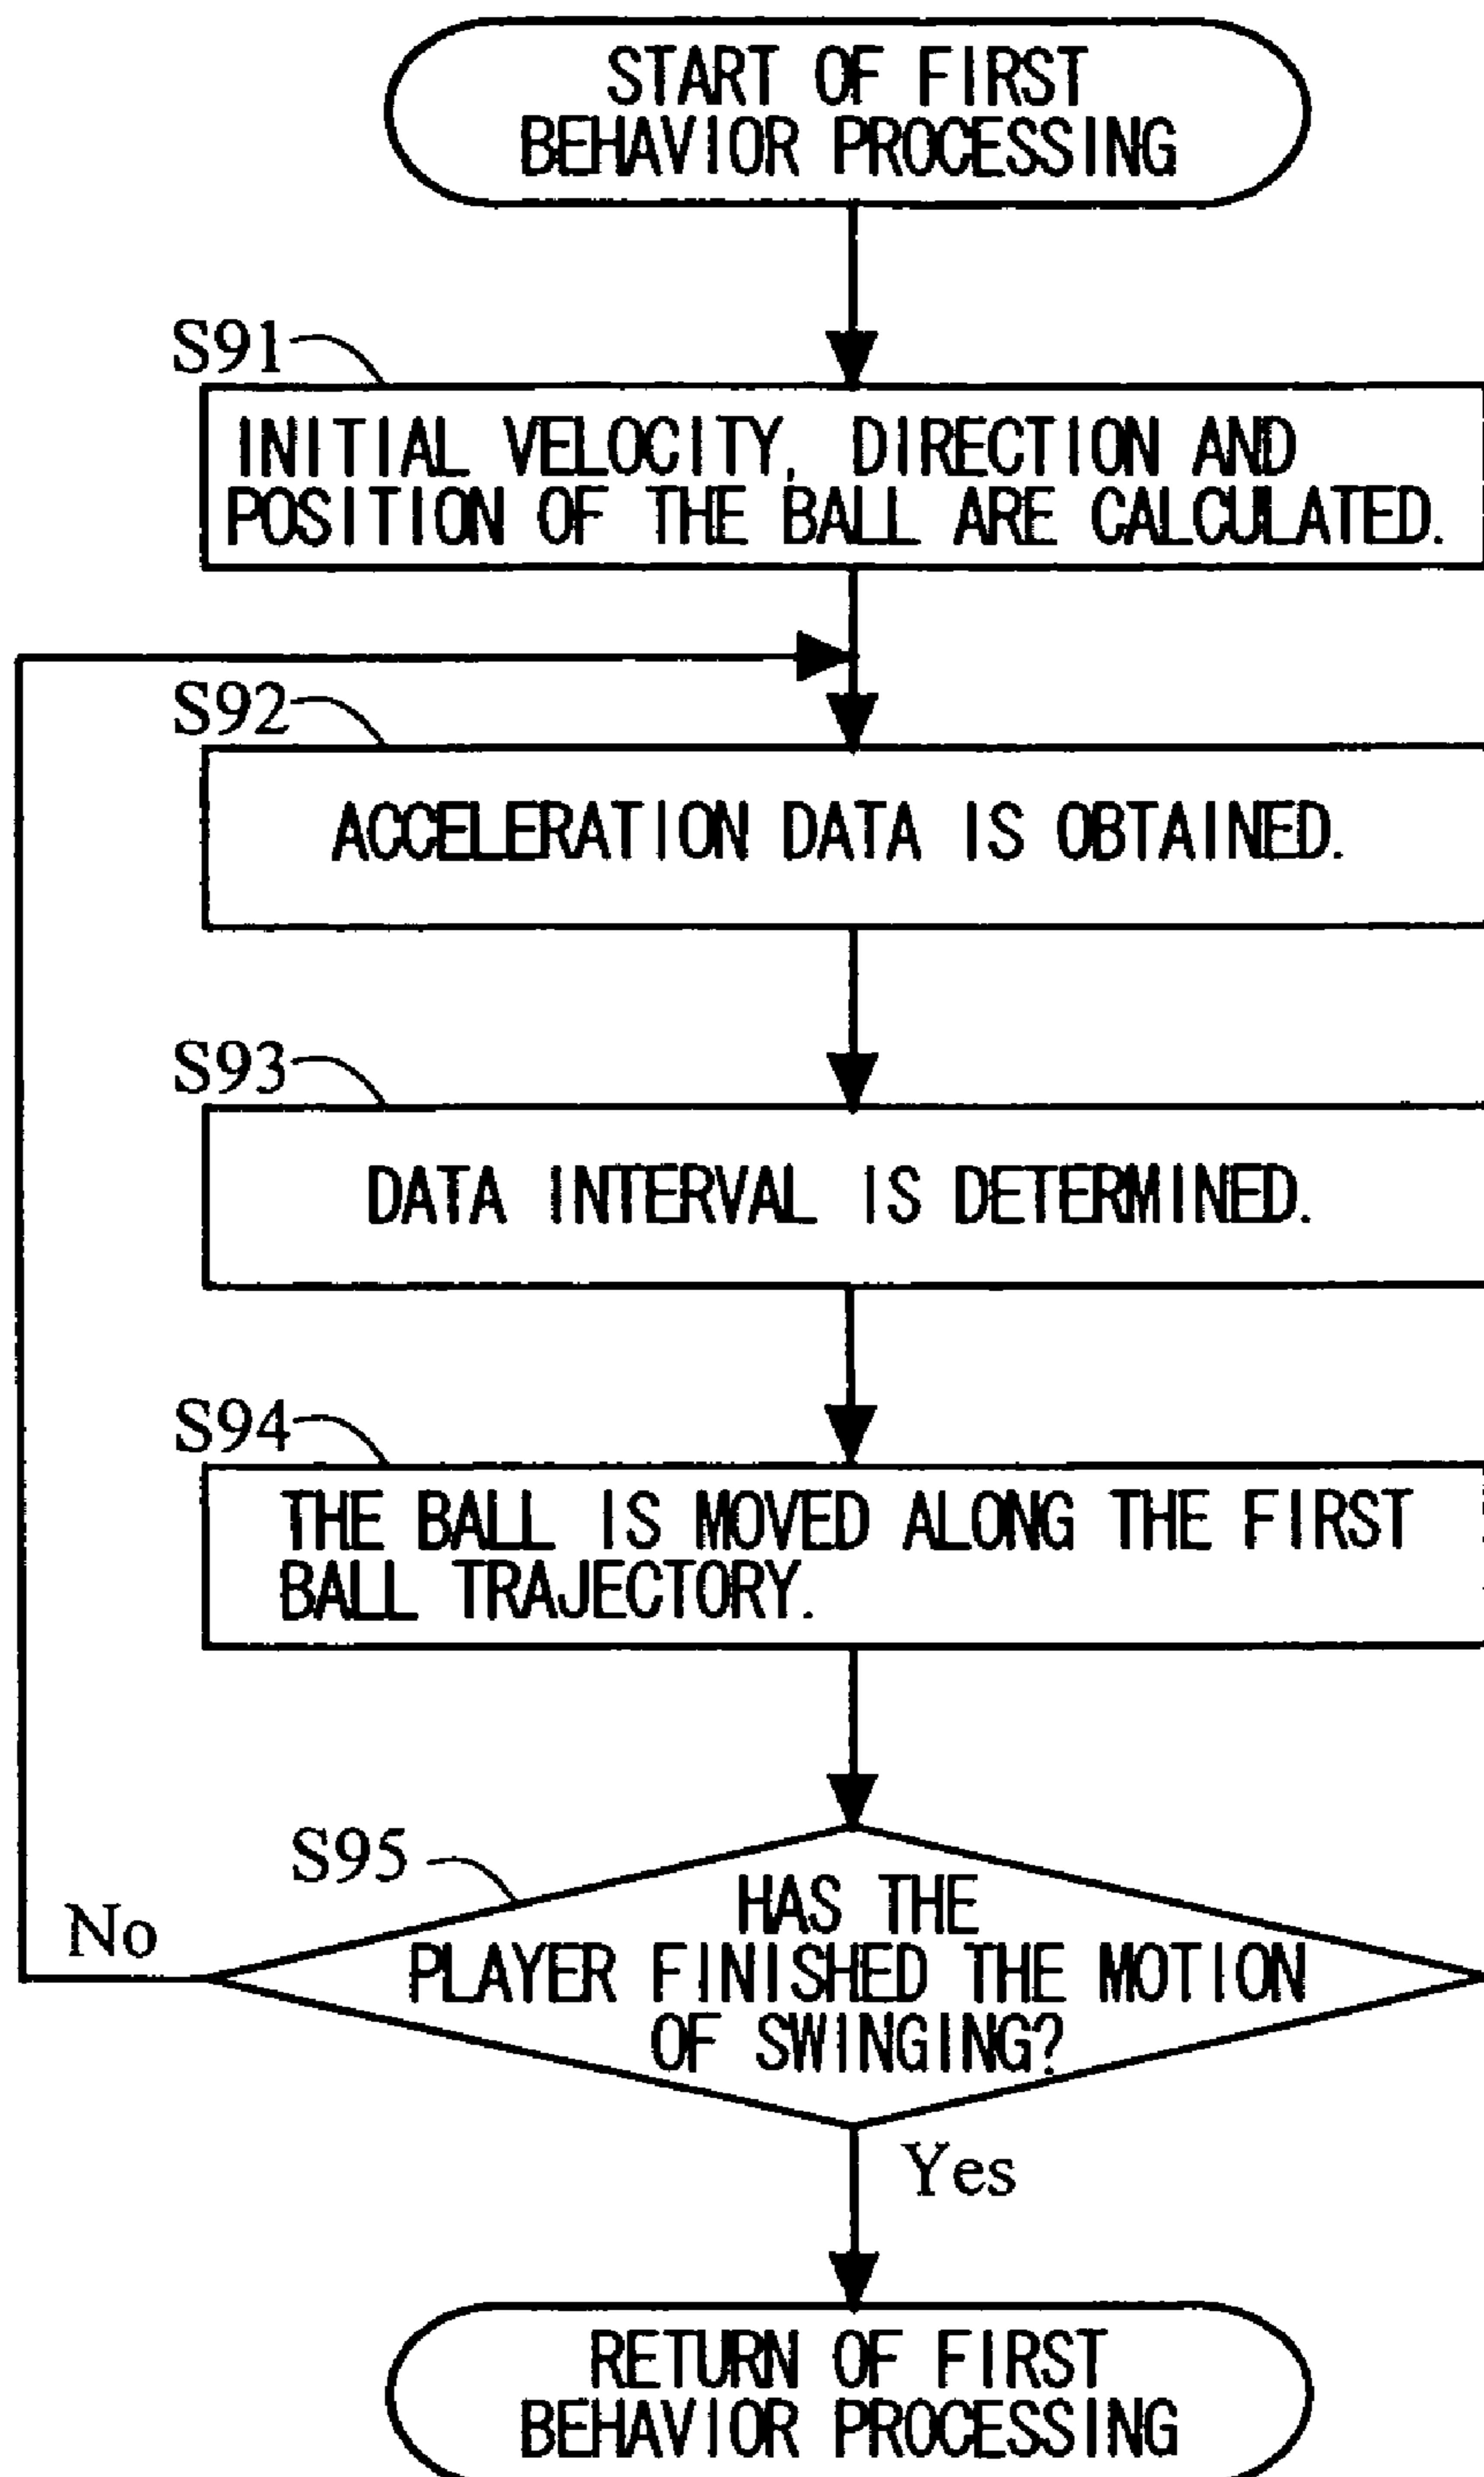 START OF FIRST
BEHAVIOR PROCESSING
S91
INITIAL VELOCITY, DIRECTION AND
POSITION OF THE BALL ARE CALCULATED.
S92
ACCELERATION DATA IS OBTAINED.
S93
DATA INTERVAL IS DETERMINED.
S94
THE BALL IS MOVED ALONG THE FIRST
BALL TRAJECTORY.
S95
No
HAS THE
PLAYER FINISHED THE MOTION
OF SWINGING?
Yes
RETURN OF FIRST
BEHAVIOR PROCESSING